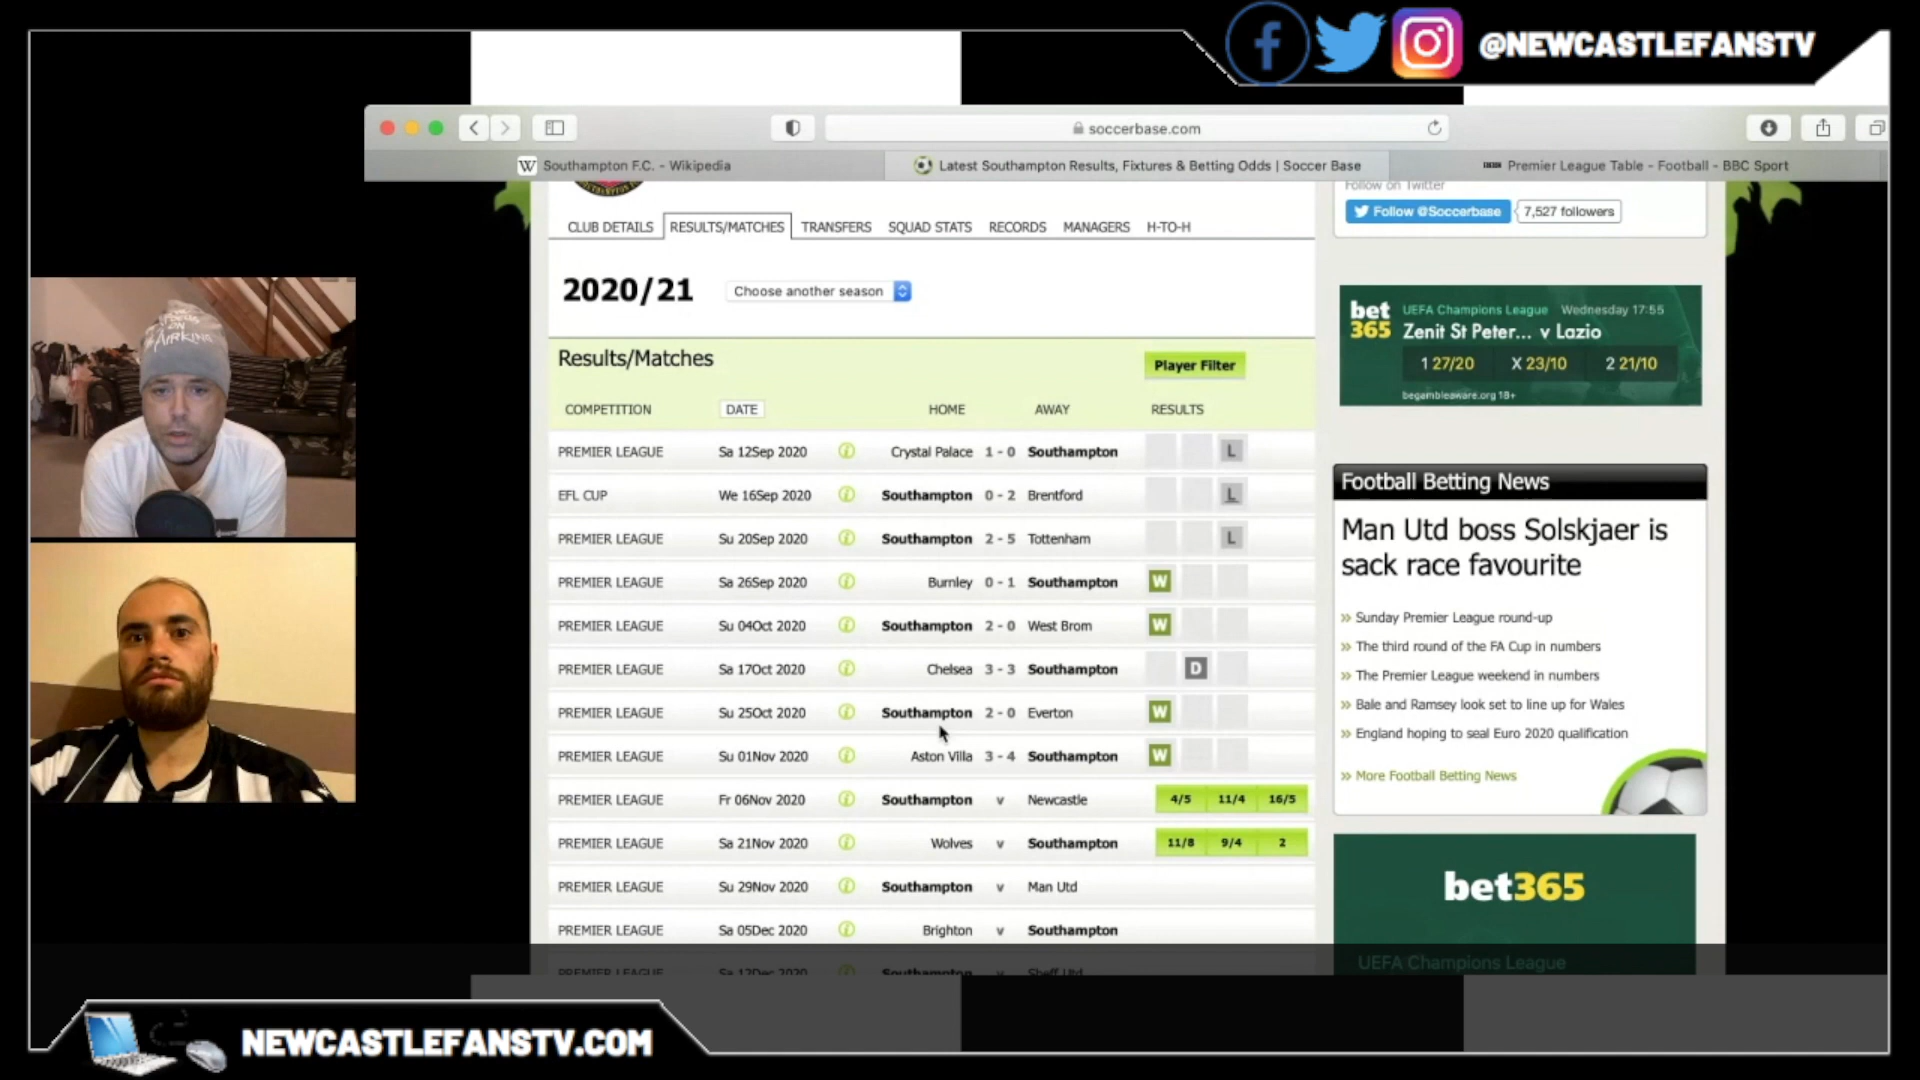 @NEWCASTLEFANSTV
soccerbase.com
Southampton F.C. - Wikipedia
Latest Southampton Results, Fixtures & Betting Odds | Soccer Base
BBC Premier League Table - Football - BBC Sport
Follow on Twitter
Follow @Soccerbase 7,527 followers
CLUB DETAILS RESULTS/MATCHES TRANSFERS SQUAD STATS RECORDS MANAGERS H-TO-H
2020/21 Choose another season
Results/Matches Player Filter
COMPETITION DATE HOME AWAY RESULTS
PREMIER LEAGUE Sa 12Sep 2020 Crystal Palace 1 - 0 Southampton L
EFL CUP We 16Sep 2020 Southampton 0 - 2 Brentford L
PREMIER LEAGUE Su 20Sep 2020 Southampton 2 - 5 Tottenham L
PREMIER LEAGUE Sa 26Sep 2020 Burnley 0 - 1 Southampton W
PREMIER LEAGUE Su 04Oct 2020 Southampton 2 - 0 West Brom W
PREMIER LEAGUE Sa 17Oct 2020 Chelsea 3 - 3 Southampton D
PREMIER LEAGUE Su 25Oct 2020 Southampton 2 - 0 Everton W
PREMIER LEAGUE Su 01Nov 2020 Aston Villa 3 - 4 Southampton W
PREMIER LEAGUE Fr 06Nov 2020 Southampton v Newcastle 4/5 11/4 16/5
PREMIER LEAGUE Sa 21Nov 2020 Wolves v Southampton 11/8 9/4 2
PREMIER LEAGUE Su 29Nov 2020 Southampton v Man Utd
PREMIER LEAGUE Sa 05Dec 2020 Brighton v Southampton
PREMIER LEAGUE Sa 12Dec 2020 Southampton v Sheff Utd
bet365
UEFA Champions League Wednesday 17:55
Zenit St Peter... v Lazio
1 27/20 X 23/10 2 21/10
begambleaware.org 18+
Football Betting News
Man Utd boss Solskjaer is
sack race favourite
Sunday Premier League round-up
The third round of the FA Cup in numbers
The Premier League weekend in numbers
Bale and Ramsey look set to line up for Wales
England hoping to seal Euro 2020 qualification
More Football Betting News
bet365
UEFA Champions League
NEWCASTLEFANSTV.COM